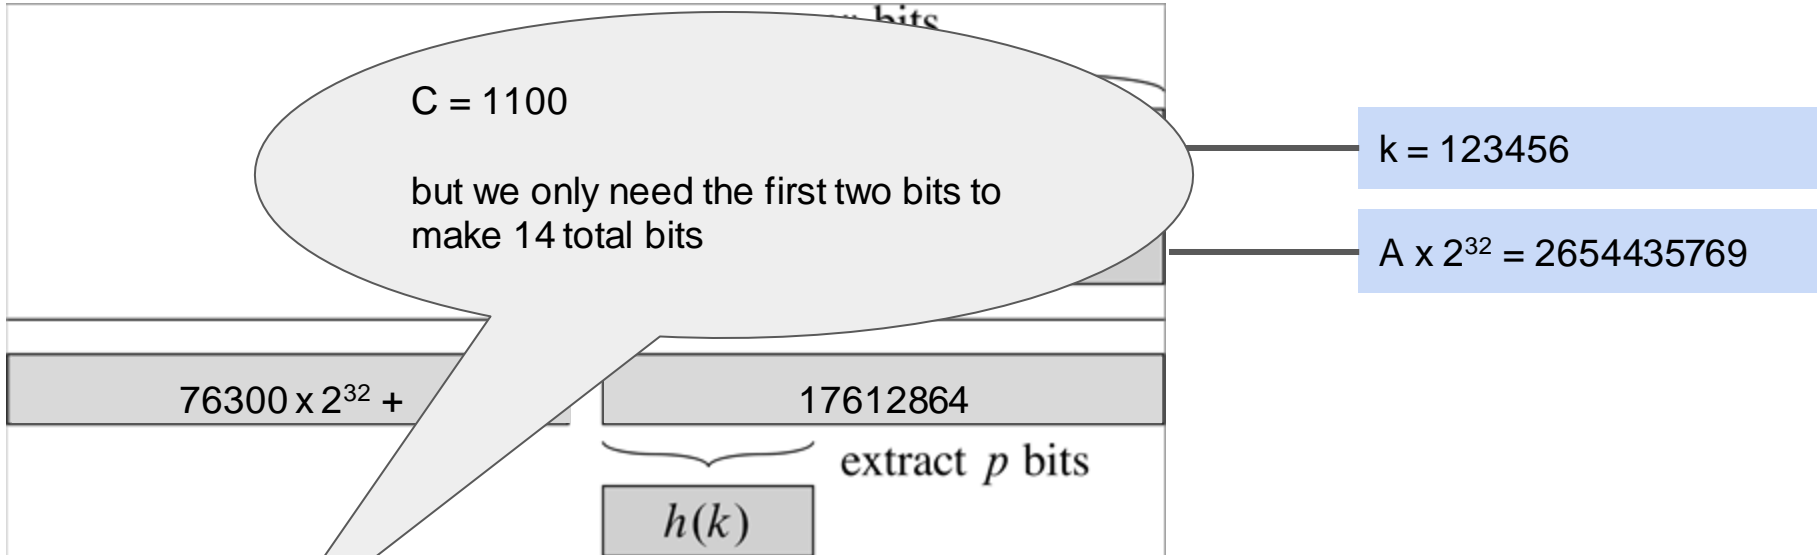 bits
C = 1100
but we only need the first two bits to
make 14 total bits
k = 123456
A x 2³² = 2654435769
76300 x 2³² +
17612864
extract p bits
h(k)